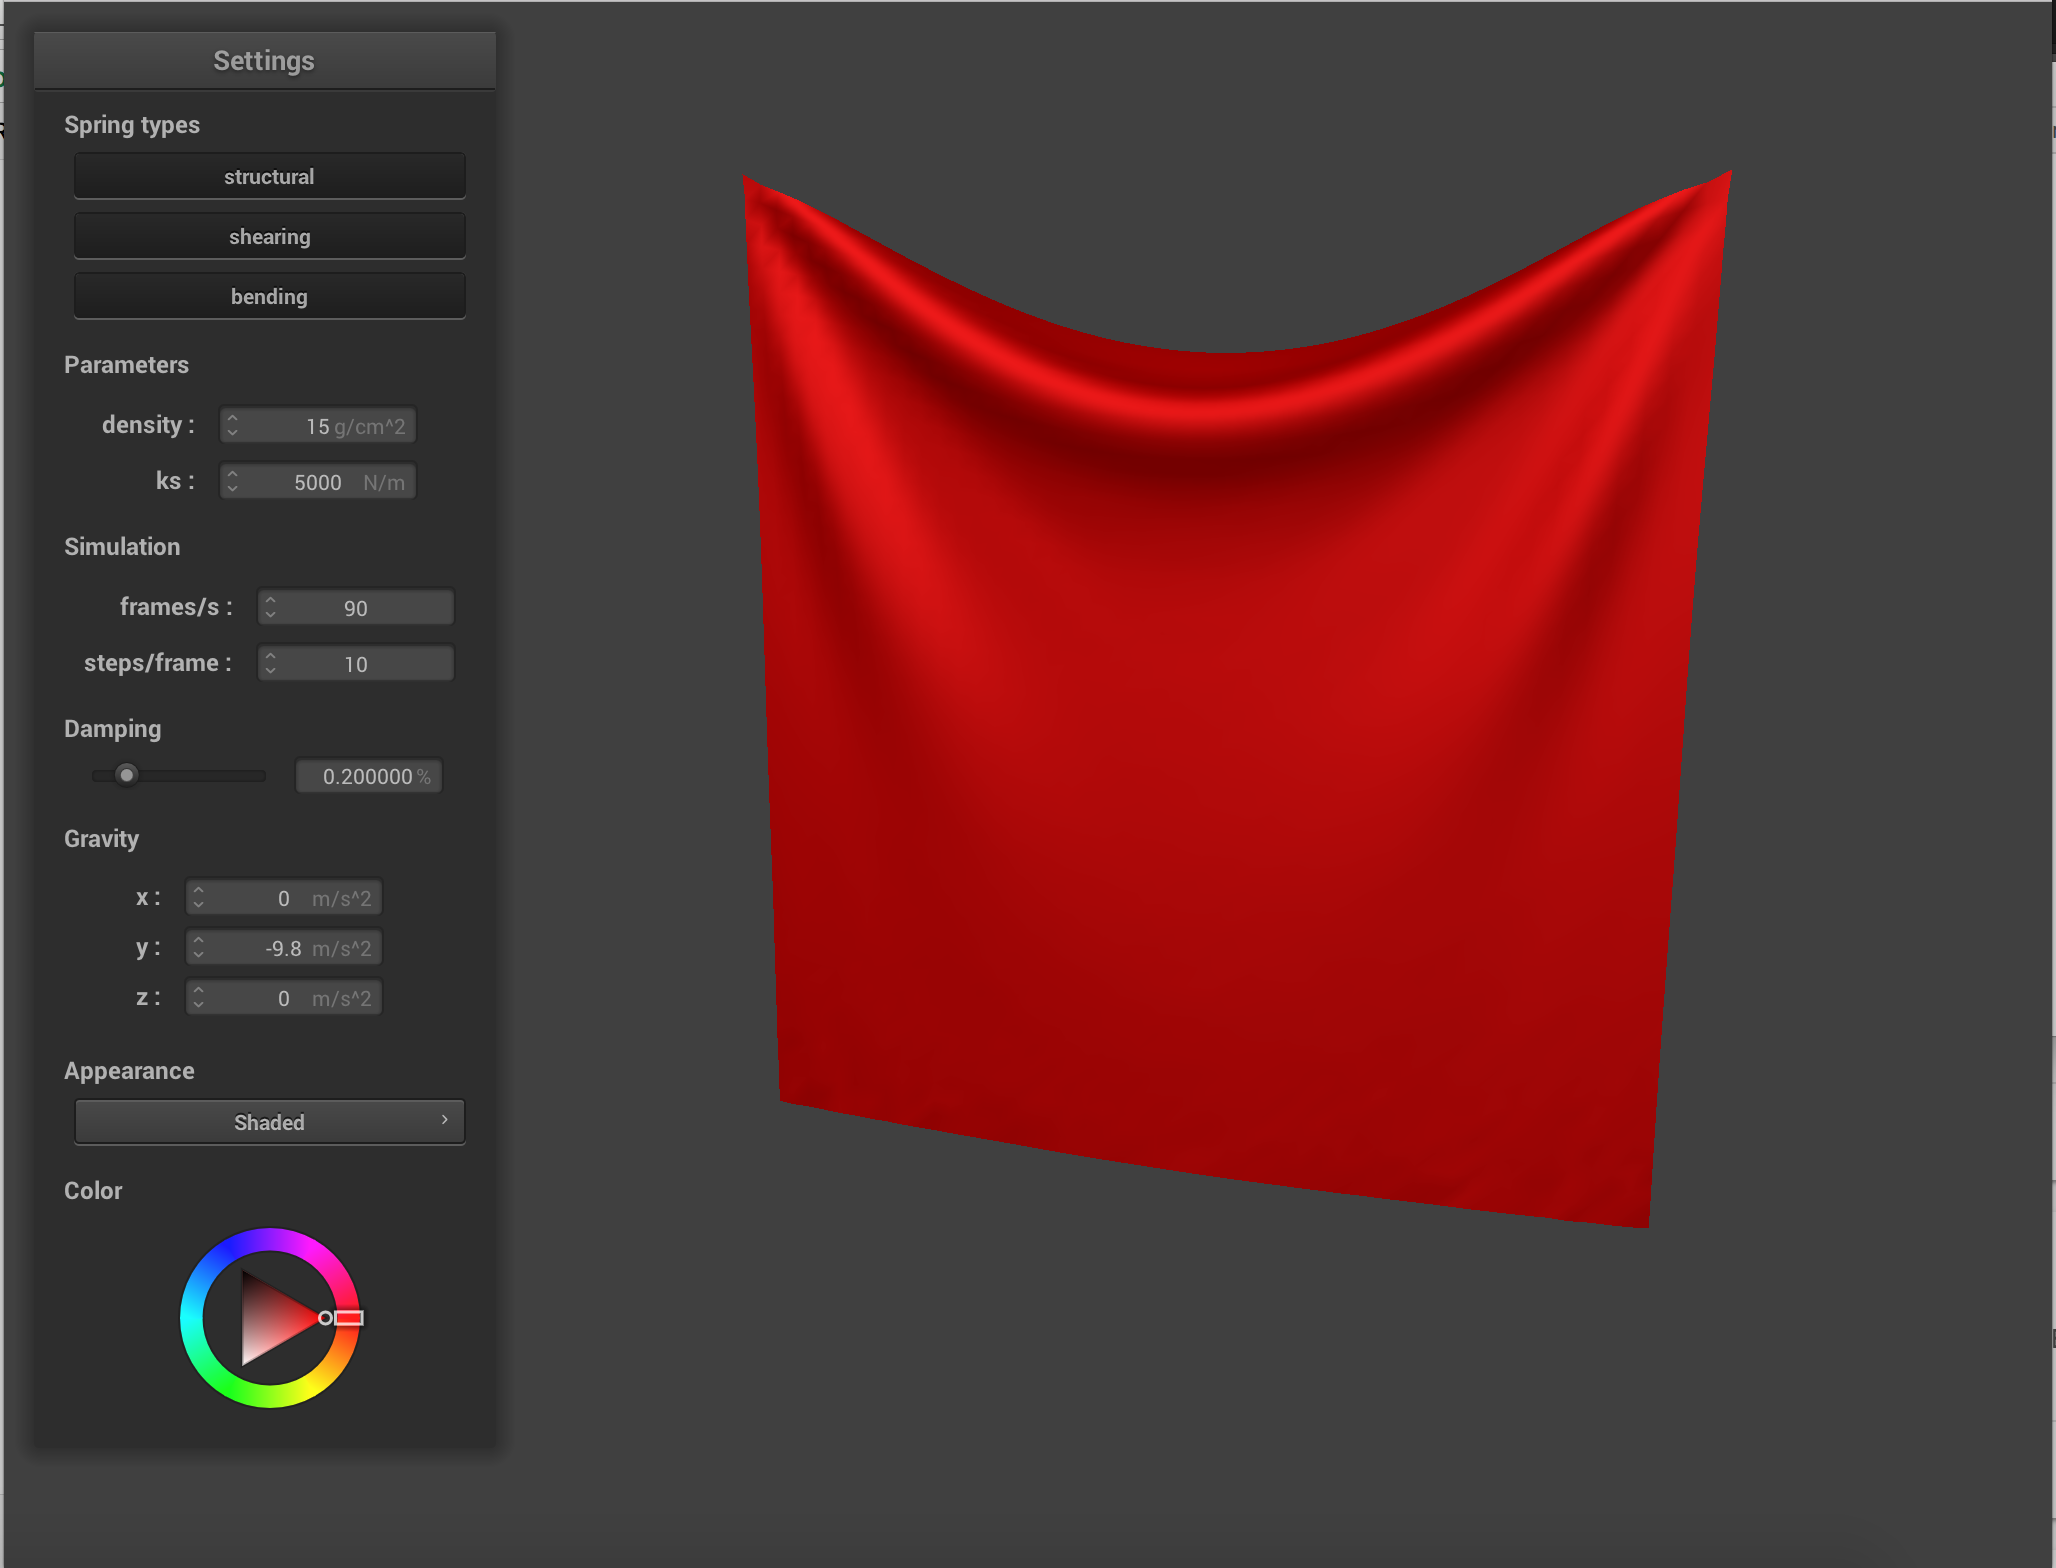 Settings
Spring types
structural
shearing
bending
Parameters
density : 15 g/cm^2
ks : 5000 N/m
Simulation
frames/s : 90
steps/frame : 10
Damping
0.200000 %
Gravity
x : 0 m/s^2
y : -9.8 m/s^2
z : 0 m/s^2
Appearance
Shaded
Color